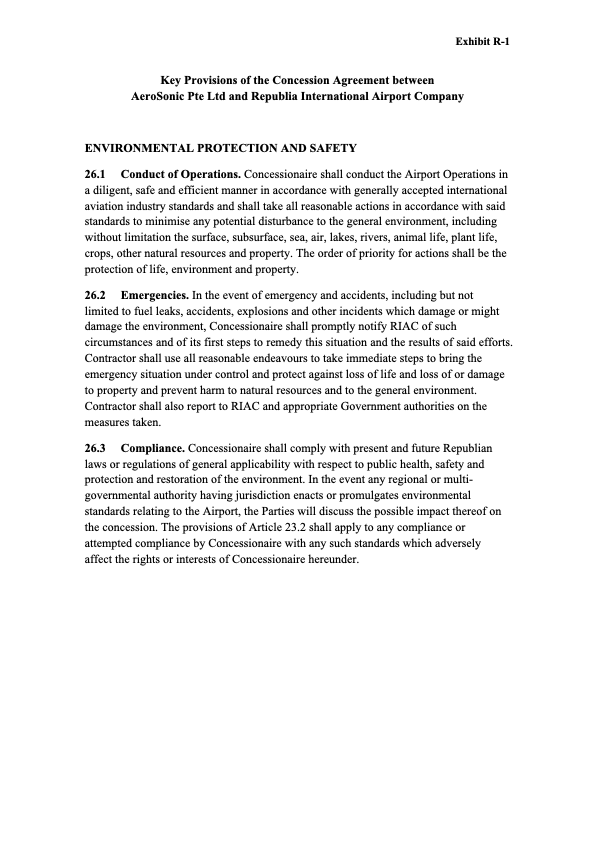 Exhibit R-1
Key Provisions of the Concession Agreement between
AeroSonic Pte Ltd and Republia International Airport Company
ENVIRONMENTAL PROTECTION AND SAFETY
26.1 Conduct of Operations. Concessionaire shall conduct the Airport Operations in
a diligent, safe and efficient manner in accordance with generally accepted international
aviation industry standards and shall take all reasonable actions in accordance with said
standards to minimise any potential disturbance to the general environment, including
without limitation the surface, subsurface, sea, air, lakes, rivers, animal life, plant life,
crops, other natural resources and property. The order of priority for actions shall be the
protection of life, environment and property.
26.2 Emergencies. In the event of emergency and accidents, including but not
limited to fuel leaks, accidents, explosions and other incidents which damage or might
damage the environment, Concessionaire shall promptly notify RIAC of such
circumstances and of its first steps to remedy this situation and the results of said efforts.
Contractor shall use all reasonable endeavours to take immediate steps to bring the
emergency situation under control and protect against loss of life and loss of or damage
to property and prevent harm to natural resources and to the general environment.
Contractor shall also report to RIAC and appropriate Government authorities on the
measures taken.
26.3 Compliance. Concessionaire shall comply with present and future Republian
laws or regulations of general applicability with respect to public health, safety and
protection and restoration of the environment. In the event any regional or multi-
governmental authority having jurisdiction enacts or promulgates environmental
standards relating to the Airport, the Parties will discuss the possible impact thereof on
the concession. The provisions of Article 23.2 shall apply to any compliance or
attempted compliance by Concessionaire with any such standards which adversely
affect the rights or interests of Concessionaire hereunder.